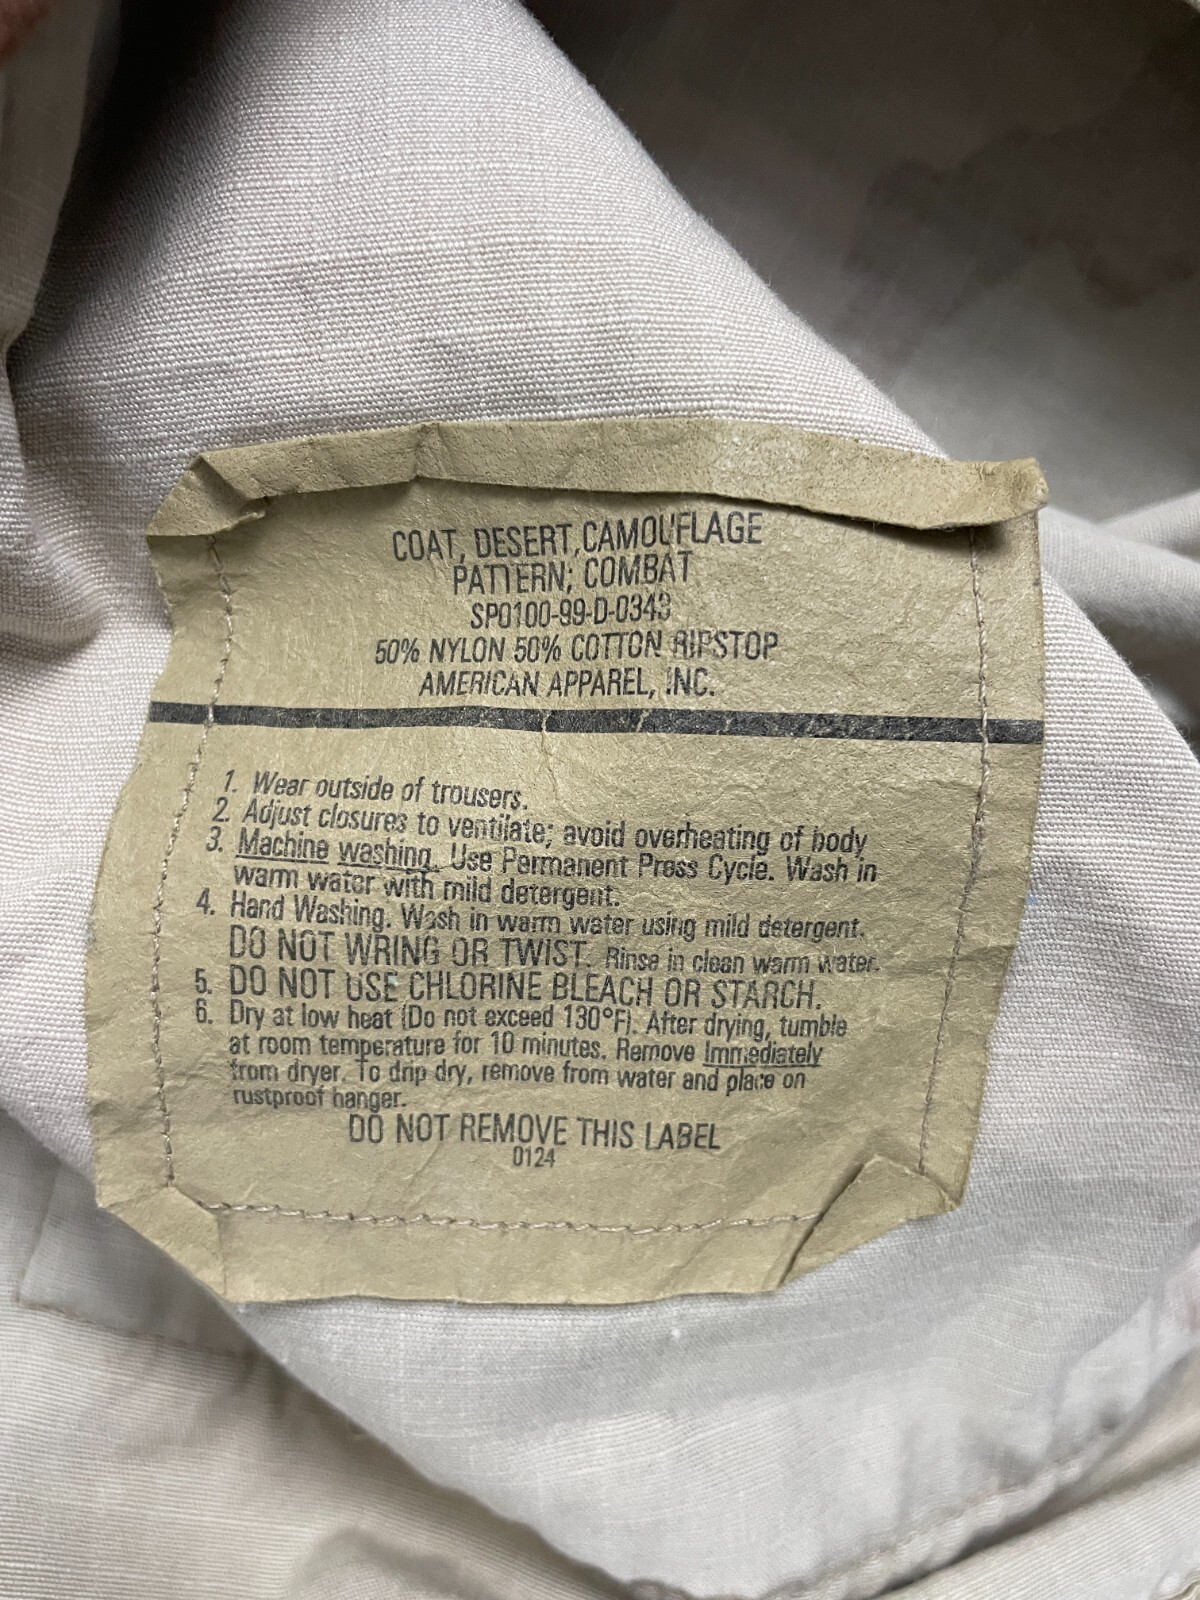 COAT, DESERT, CAMOUFLAGE
PATTERN; COMBAT
SP0100-99-D-0343
50% NYLON 50% COTTON RIPSTOP
AMERICAN APPAREL, INC.
1. Wear outside of trousers.
2. Adjust closures to ventilate; avoid overheating of body
3. Machine washing. Use Permanent Press Cycle. Wash in
warm water with mild detergent.
4. Hand Washing. Wash in warm water using mild detergent.
DO NOT WRING OR TWIST. Rinse in clean warm water.
5. DO NOT USE CHLORINE BLEACH OR STARCH.
6. Dry at low heat (Do not exceed 130°F). After drying, tumble
at room temperature for 10 minutes. Remove Immediately
from dryer. To drip dry, remove from water and place on
rustproof hanger.
DO NOT REMOVE THIS LABEL
0124